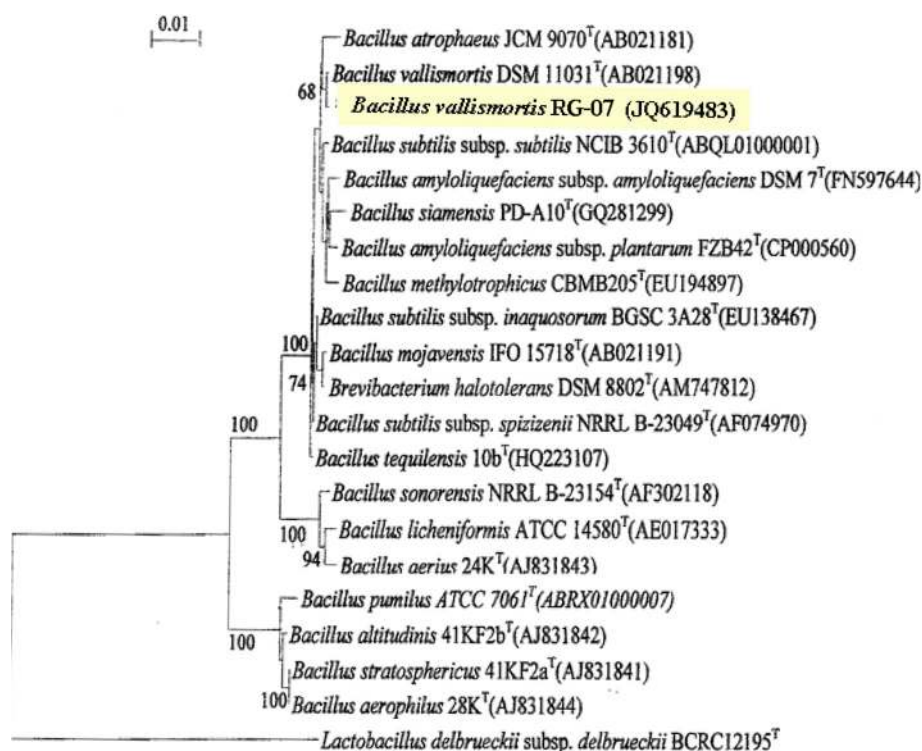 0.01
Bacillus atrophaeus JCM 9070T(AB021181)
Bacillus vallismortis DSM 11031T(AB021198)
68
Bacillus vallismortis RG-07 (JQ619483)
Bacillus subtilis subsp. subtilis NCIB 3610T(ABQL01000001)
Bacillus amyloliquefaciens subsp. amyloliquefaciens DSM 7T(FN597644)
Bacillus siamensis PD-A10T(GQ281299)
Bacillus amyloliquefaciens subsp. plantarum FZB42T(CP000560)
Bacillus methylotrophicus CBMB205T(EU194897)
Bacillus subtilis subsp. inaquosorum BGSC 3A28T(EU138467)
100
Bacillus mojavensis IFO 15718T(AB021191)
74
Brevibacterium halotolerans DSM 8802T(AM747812)
Bacillus subtilis subsp. spizizenii NRRL B-23049T(AF074970)
100
Bacillus tequilensis 10bT(HQ223107)
Bacillus sonorensis NRRL B-23154T(AF302118)
100
Bacillus licheniformis ATCC 14580T(AE017333)
94
Bacillus aerius 24KT(AJ831843)
Bacillus pumilus ATCC 7061T(ABRX01000007)
100
Bacillus altitudinis 41KF2bT(AJ831842)
Bacillus stratosphericus 41KF2aT(AJ831841)
100
Bacillus aerophilus 28KT(AJ831844)
Lactobacillus delbrueckii subsp. delbrueckii BCRC12195T